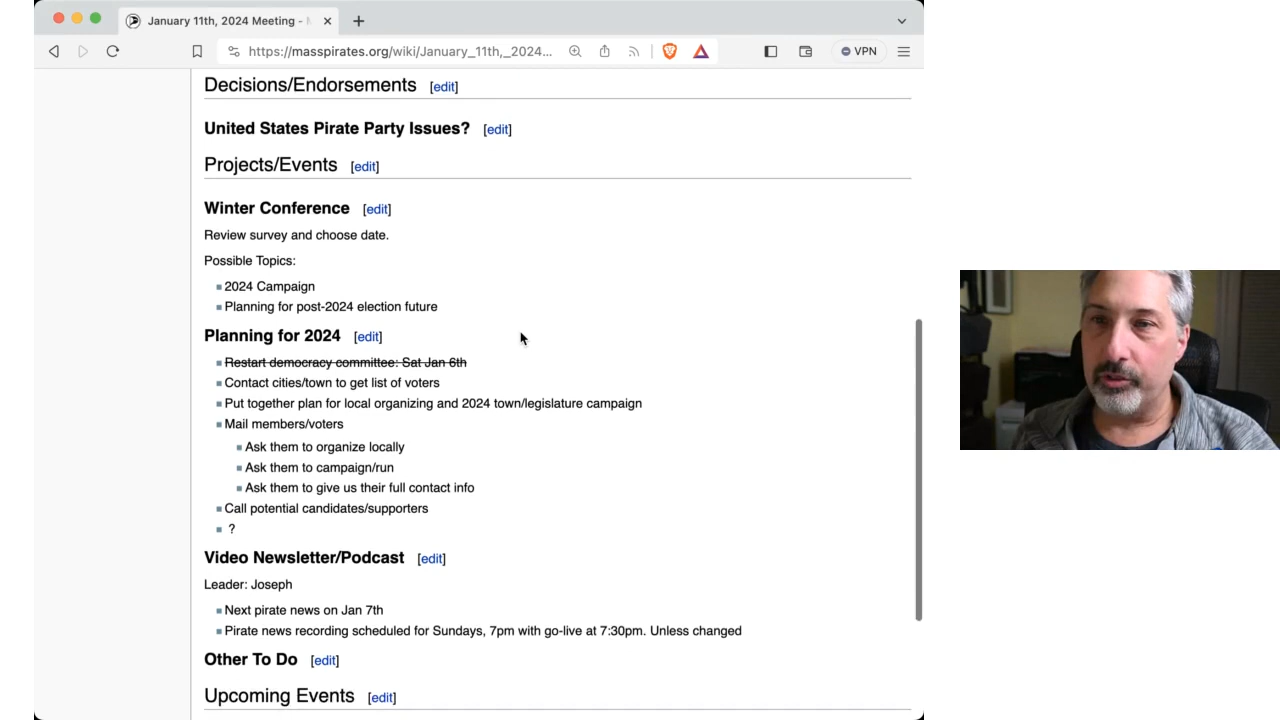 January 11th, 2024 Meeting -
https://masspirates.org/wiki/January_11th,_2024...
VPN
Decisions/Endorsements [edit]
United States Pirate Party Issues? [edit]
Projects/Events [edit]
Winter Conference [edit]
Review survey and choose date.
Possible Topics:
2024 Campaign
Planning for post-2024 election future
Planning for 2024 [edit]
Restart democracy committee: Sat Jan 6th
Contact cities/town to get list of voters
Put together plan for local organizing and 2024 town/legislature campaign
Mail members/voters
Ask them to organize locally
Ask them to campaign/run
Ask them to give us their full contact info
Call potential candidates/supporters
?
Video Newsletter/Podcast [edit]
Leader: Joseph
Next pirate news on Jan 7th
Pirate news recording scheduled for Sundays, 7pm with go-live at 7:30pm. Unless changed
Other To Do [edit]
Upcoming Events [edit]